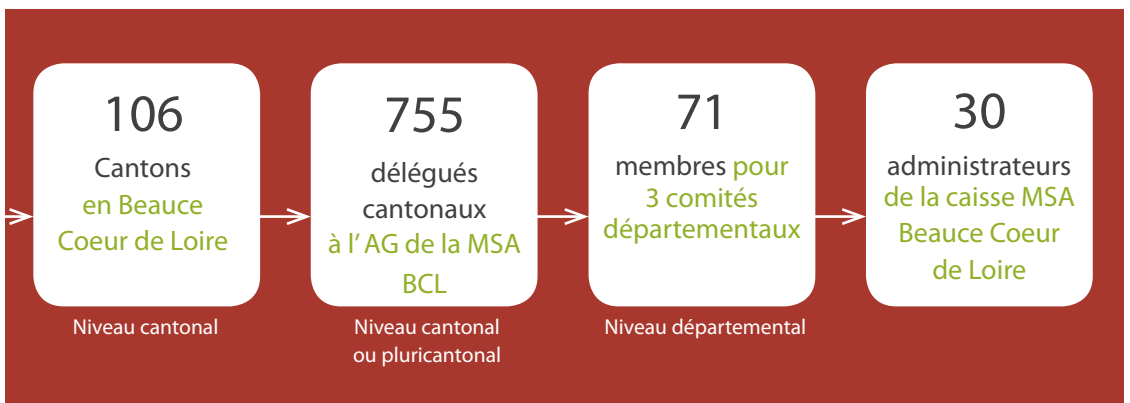 106
Cantons
en Beauce
Coeur de Loire
Niveau cantonal
755
délégués
cantonaux
à l' AG de la MSA
BCL
Niveau cantonal
ou pluricantonal
71
membres pour
3 comités
départementaux
Niveau départemental
30
administrateurs
de la caisse MSA
Beauce Coeur
de Loire